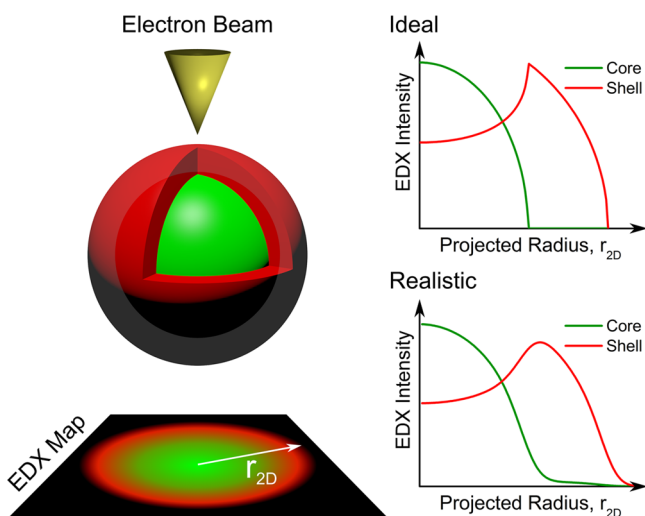 Electron Beam
EDX Map
r2D
Ideal
EDX Intensity
Core
Shell
Projected Radius, r2D
Realistic
EDX Intensity
Core
Shell
Projected Radius, r2D